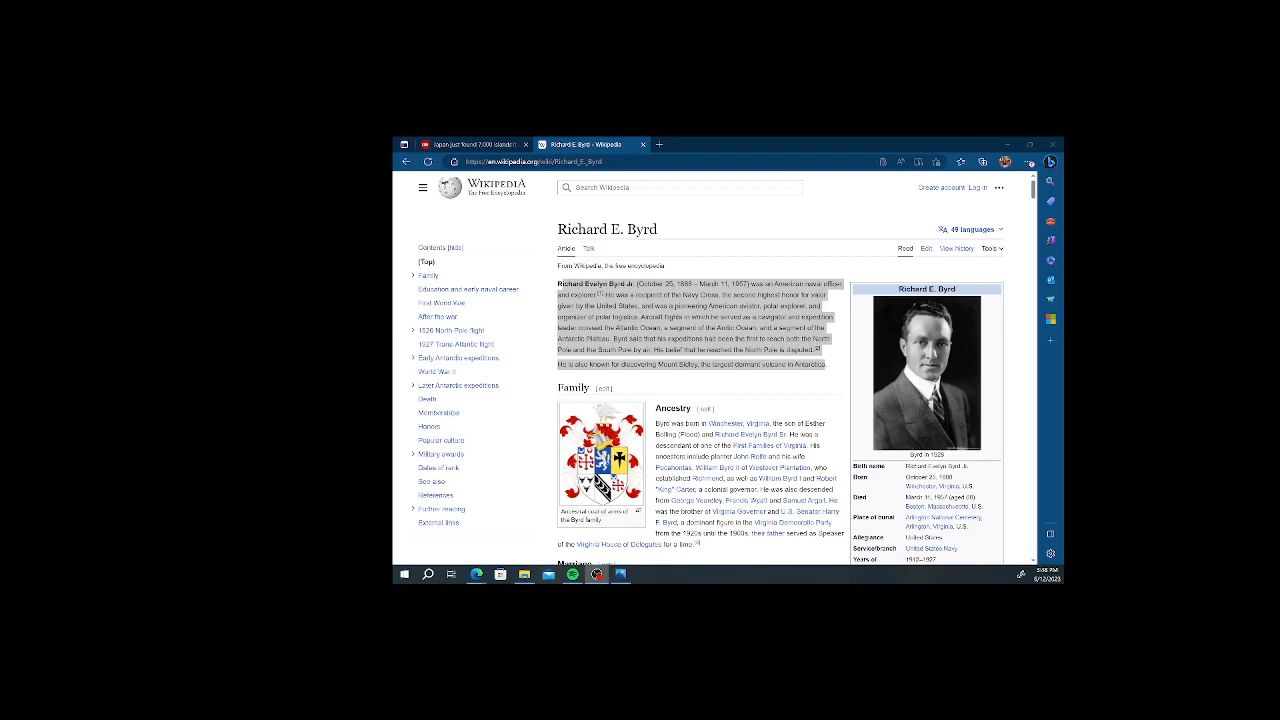 Japan just found 7,000 islands it
Richard E. Byrd - Wikipedia
https://en.wikipedia.org/wiki/Richard_E._Byrd
WIKIPEDIA
The Free Encyclopedia
Search Wikipedia
Create account Log in
Richard E. Byrd
49 languages
Contents [hide]
(Top)
Family
Education and early naval career
First World War
After the war
1926 North Pole flight
1927 Trans-Atlantic flight
Early Antarctic expeditions
World War II
Later Antarctic expeditions
Death
Memberships
Honors
Popular culture
Military awards
Dates of rank
See also
References
Further reading
External links
Article Talk
Read Edit View history Tools
From Wikipedia, the free encyclopedia
Richard Evelyn Byrd Jr. (October 25, 1888 – March 11, 1957) was an American naval officer
and explorer.[1] He was a recipient of the Navy Cross, the second highest honor for valor
given by the United States, and was a pioneering American aviator, polar explorer, and
organizer of polar logistics. Aircraft flights in which he served as a navigator and expedition
leader crossed the Atlantic Ocean, a segment of the Arctic Ocean, and a segment of the
Antarctic Plateau. Byrd said that his expeditions had been the first to reach both the North
Pole and the South Pole by air. His belief that he reached the North Pole is disputed.[2]
He is also known for discovering Mount Sidley, the largest dormant volcano in Antarctica.
Family [edit]
Ancestral coat of arms of
the Byrd family
Ancestry [edit]
Byrd was born in Winchester, Virginia, the son of Esther
Bolling (Flood) and Richard Evelyn Byrd Sr. He was a
descendant of one of the First Families of Virginia. His
ancestors include planter John Rolfe and his wife
Pocahontas, William Byrd II of Westover Plantation, who
established Richmond, as well as William Byrd I and Robert
"King" Carter, a colonial governor. He was also descended
from George Yeardley, Francis Wyatt and Samuel Argall. He
was the brother of Virginia Governor and U.S. Senator Harry
F. Byrd, a dominant figure in the Virginia Democratic Party
from the 1920s until the 1960s; their father served as Speaker
of the Virginia House of Delegates for a time.[3]
Marriage
Richard E. Byrd
Byrd in 1928
Birth name Richard Evelyn Byrd Jr.
Born October 25, 1888
Winchester, Virginia, U.S.
Died March 11, 1957 (aged 68)
Boston, Massachusetts, U.S.
Place of burial Arlington National Cemetery,
Arlington, Virginia, U.S.
Allegiance United States
Service/branch United States Navy
Years of 1912–1927
5:58 PM
6/12/2023